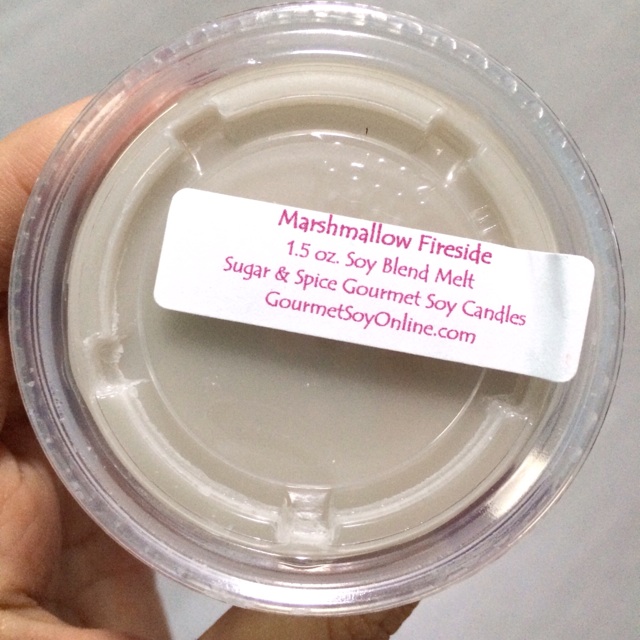 Marshmallow Fireside
1.5 oz. Soy Blend Melt
Sugar & Spice Gourmet Soy Candles
GourmetSoyOnline.com